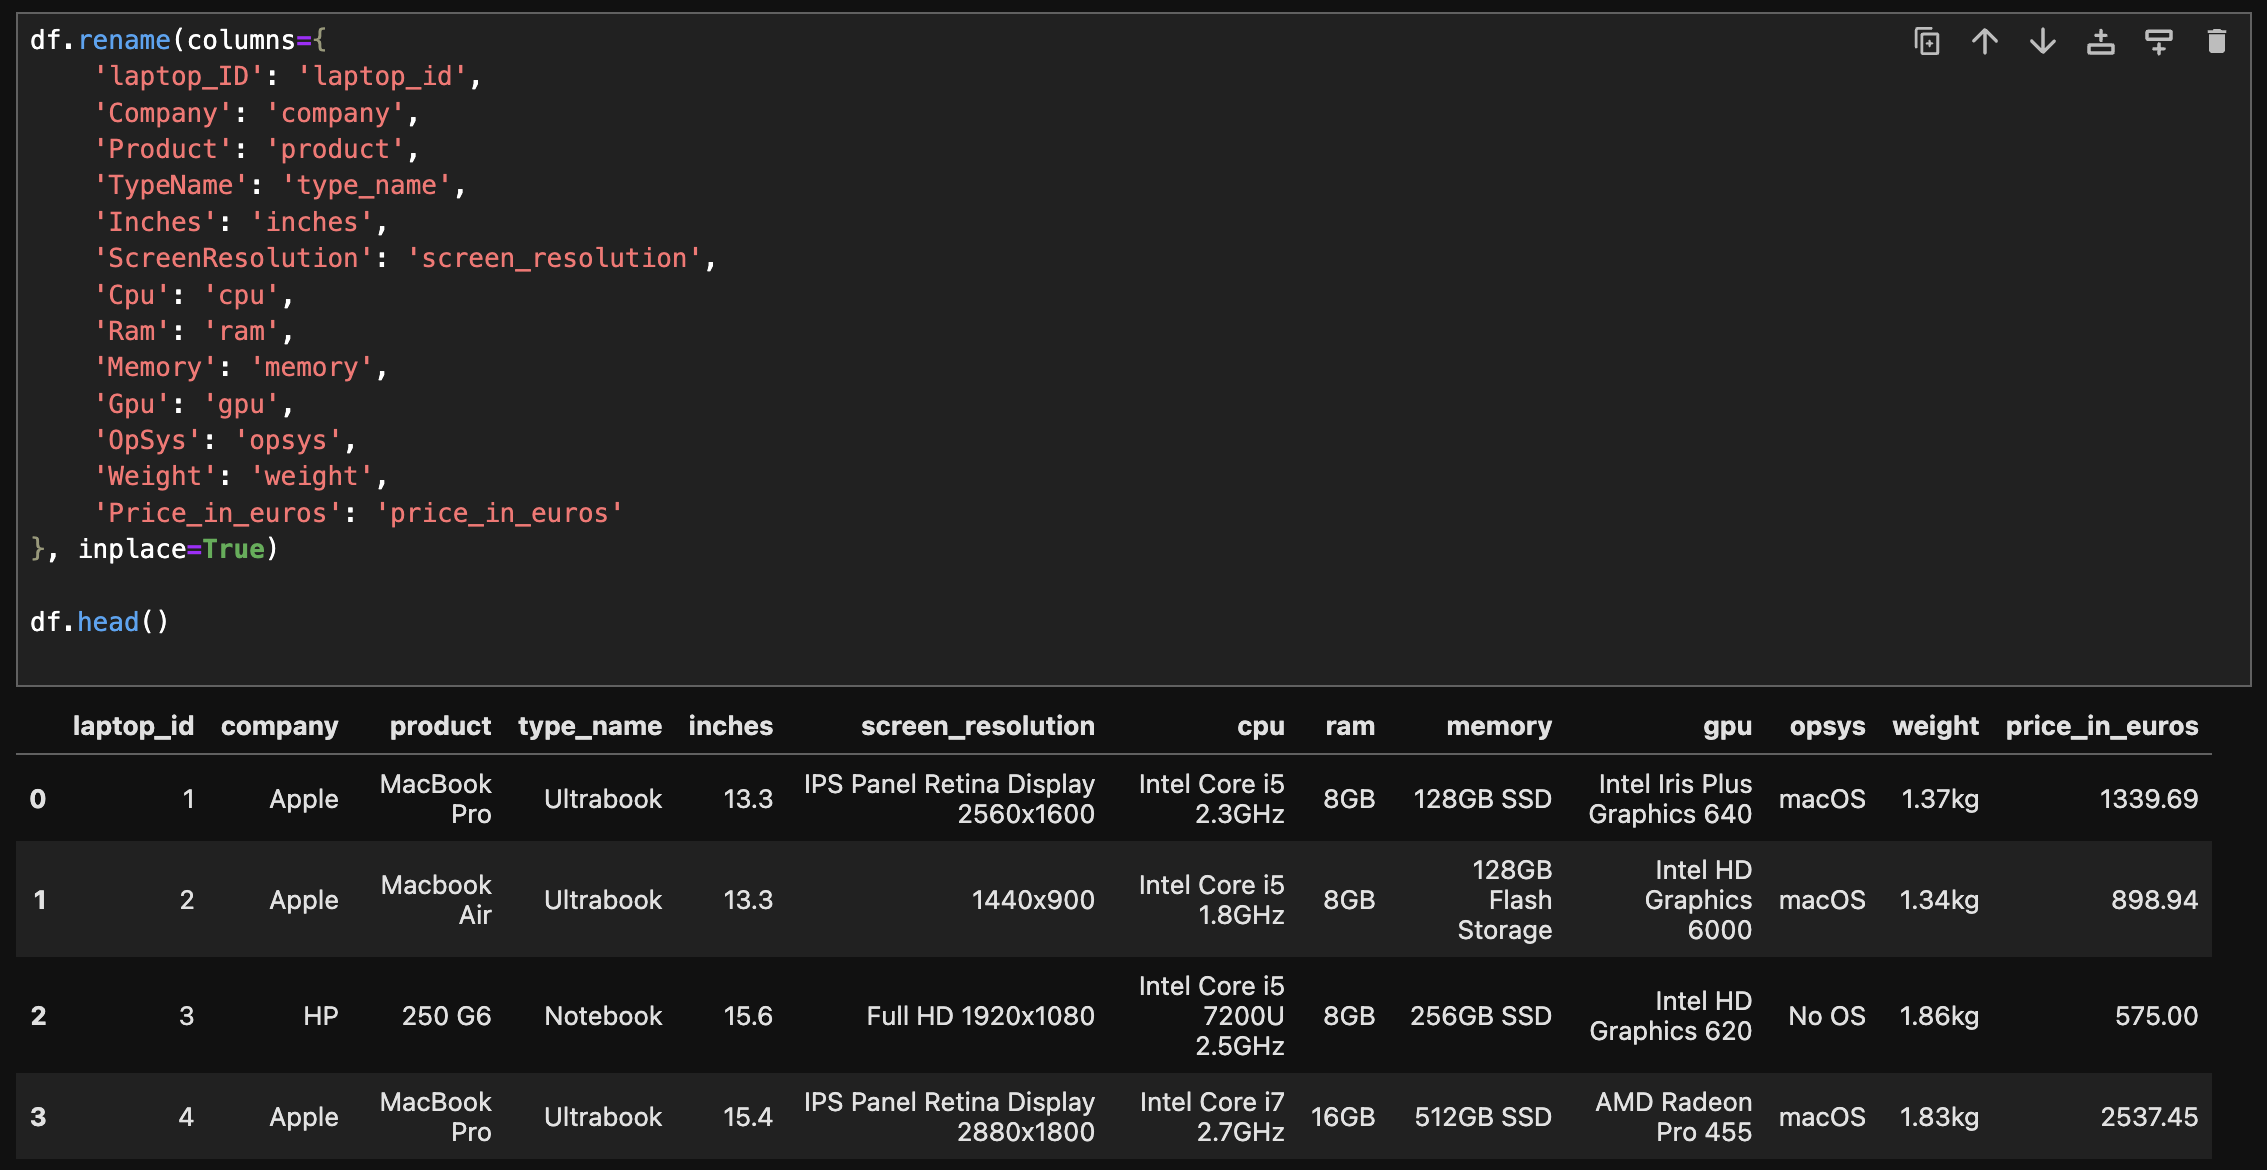 df.rename(columns={
    'laptop_ID': 'laptop_id',
    'Company': 'company',
    'Product': 'product',
    'TypeName': 'type_name',
    'Inches': 'inches',
    'ScreenResolution': 'screen_resolution',
    'Cpu': 'cpu',
    'Ram': 'ram',
    'Memory': 'memory',
    'Gpu': 'gpu',
    'OpSys': 'opsys',
    'Weight': 'weight',
    'Price_in_euros': 'price_in_euros'
}, inplace=True)
df.head()
laptop_id company product type_name inches screen_resolution cpu ram memory gpu opsys weight price_in_euros
0 1 Apple MacBook Pro Ultrabook 13.3 IPS Panel Retina Display 2560x1600 Intel Core i5 2.3GHz 8GB 128GB SSD Intel Iris Plus Graphics 640 macOS 1.37kg 1339.69
1 2 Apple Macbook Air Ultrabook 13.3 1440x900 Intel Core i5 1.8GHz 8GB 128GB Flash Storage Intel HD Graphics 6000 macOS 1.34kg 898.94
2 3 HP 250 G6 Notebook 15.6 Full HD 1920x1080 Intel Core i5 7200U 2.5GHz 8GB 256GB SSD Intel HD Graphics 620 No OS 1.86kg 575.00
3 4 Apple MacBook Pro Ultrabook 15.4 IPS Panel Retina Display 2880x1800 Intel Core i7 2.7GHz 16GB 512GB SSD AMD Radeon Pro 455 macOS 1.83kg 2537.45